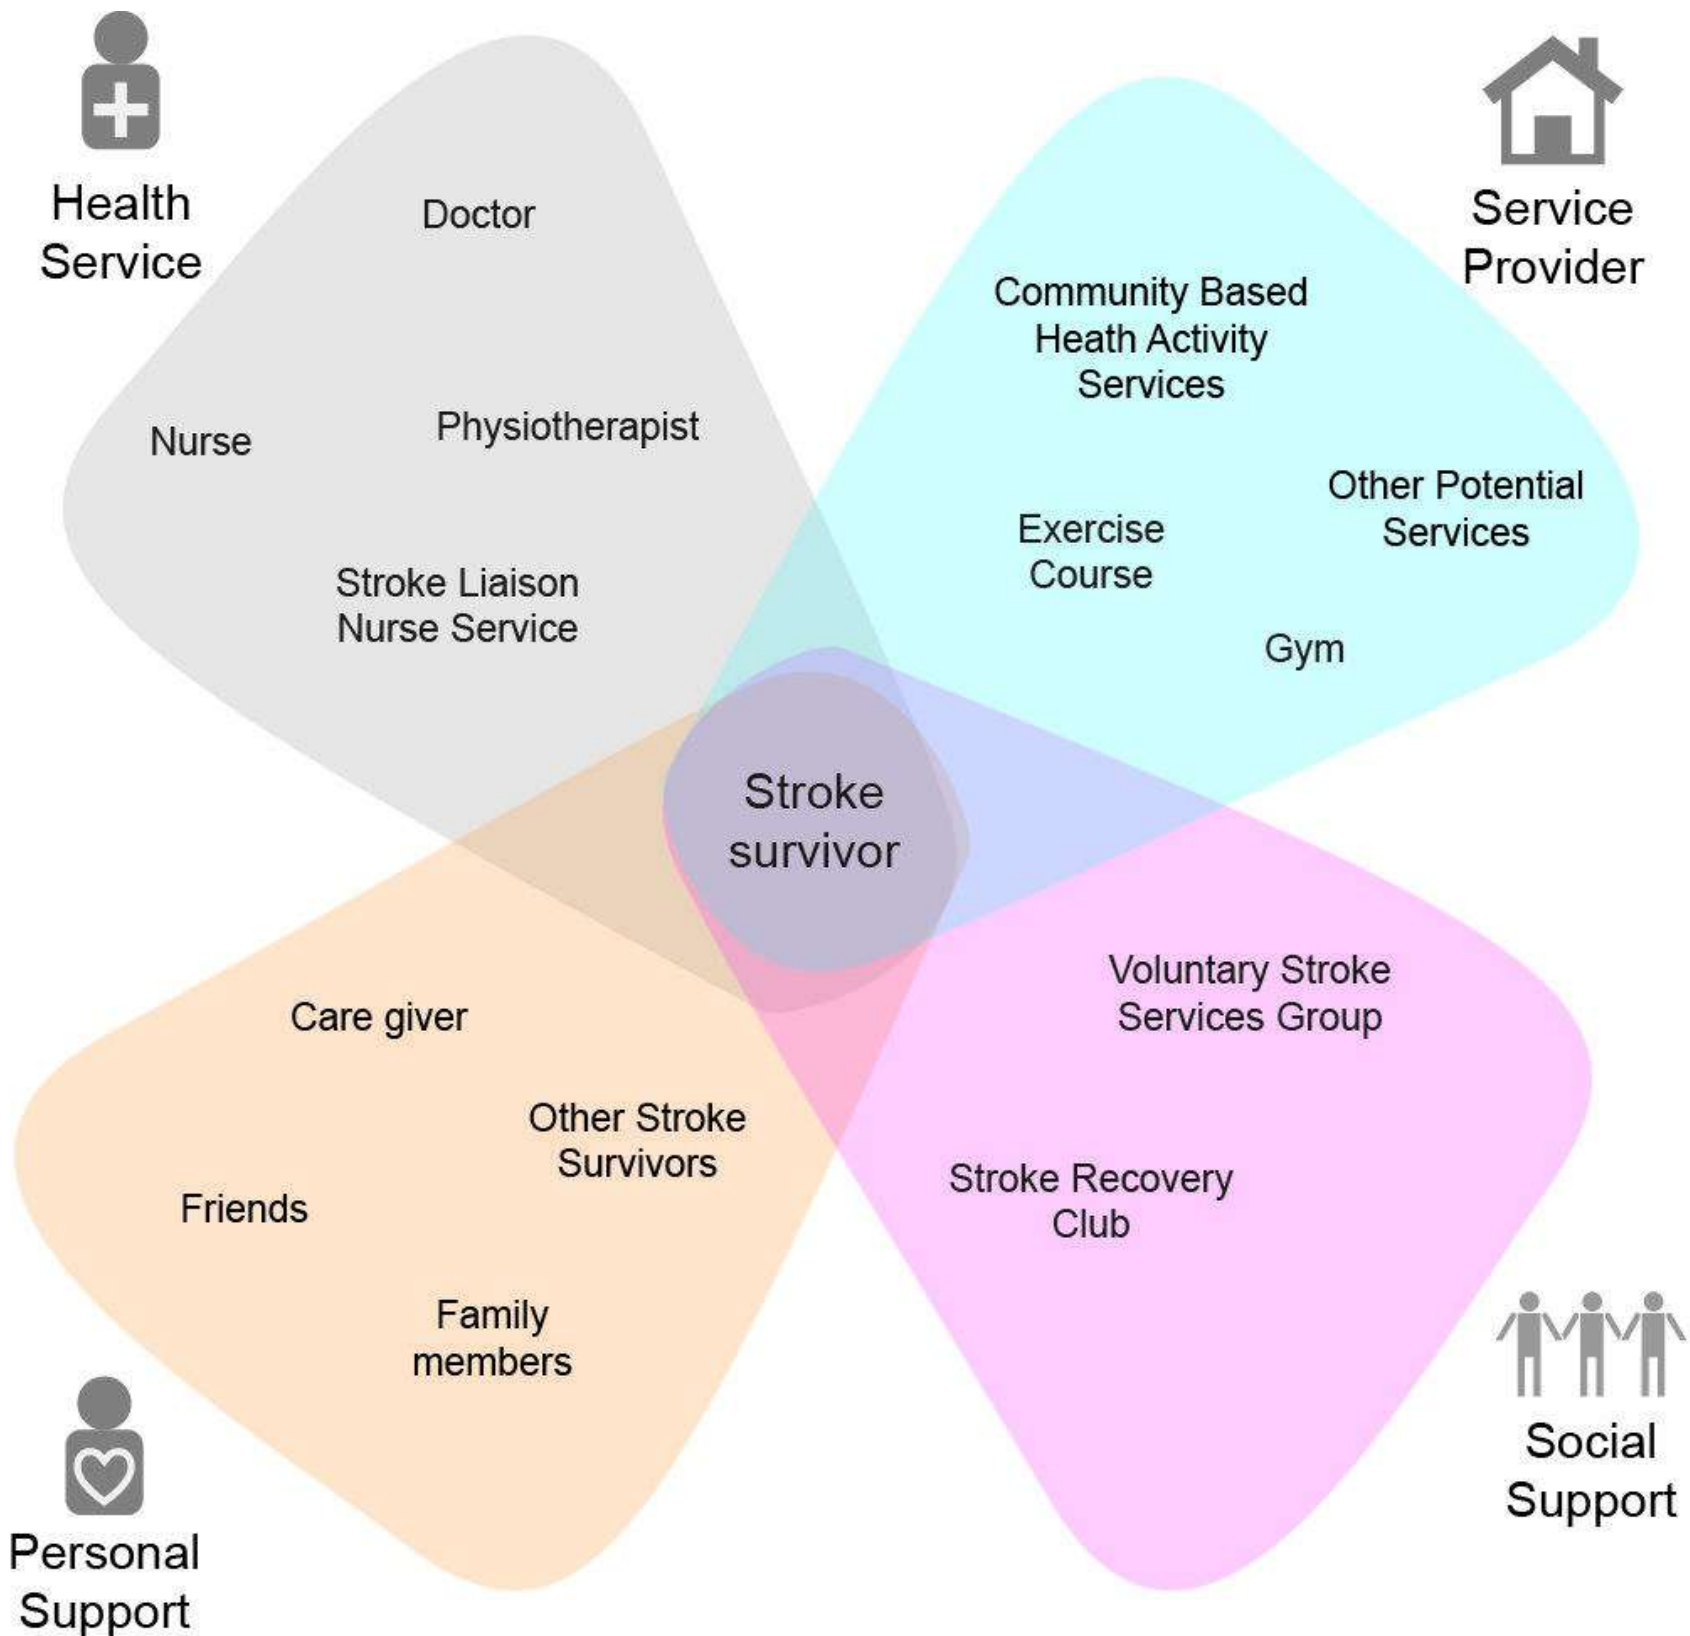 Health
Service
Doctor
Nurse
Physiotherapist
Stroke Liaison
Nurse Service
Service
Provider
Community Based
Heath Activity
Services
Other Potential
Services
Exercise
Course
Gym
Stroke
survivor
Care giver
Other Stroke
Survivors
Friends
Family
members
Personal
Support
Voluntary Stroke
Services Group
Stroke Recovery
Club
Social
Support